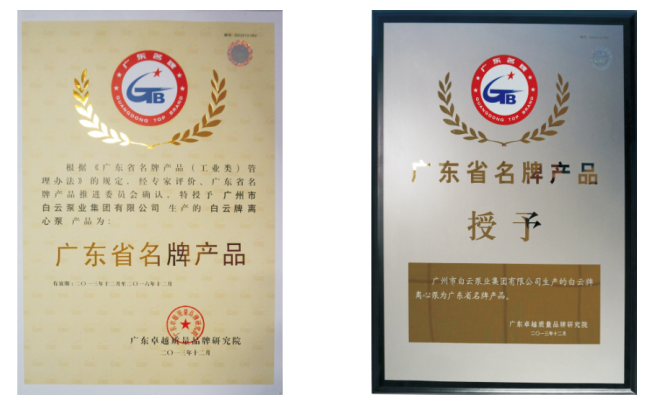 广东名牌
GTB
GUANGDONG TOP BRAND
根据《广东省名牌产品（工业类）管
理办法》的规定，经专家评价，广东省名
牌产品推进委员会确认，特授予 广州市
白云泵业集团有限公司 生产的 白云牌离
心泵 产品为：
广东省名牌产品
有效期：二〇一三年十二月至二〇一六年十二月
广东卓越质量品牌研究院
二〇一三年十二月
广东名牌
GTB
GUANGDONG TOP BRAND
广东省名牌产品
授予
广州市白云泵业集团有限公司生产的白云牌
离心泵为广东省名牌产品。
广东卓越质量品牌研究院
二〇一三年十二月